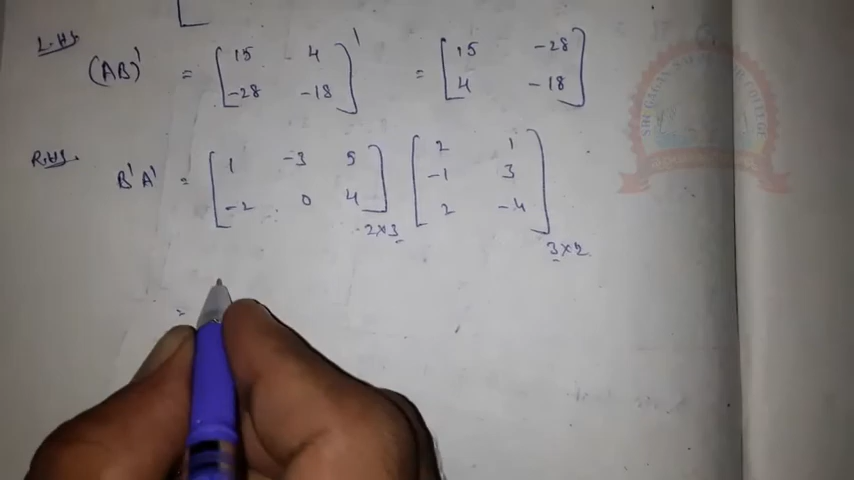 L.H.S
(AB)' = [15 4 -28 -18]' = [15 -28 4 -18]
R.H.S.
B'A' = [1 -3 5 -2 0 4] 2×3 [2 1 -1 3 2 -4] 3×2
=